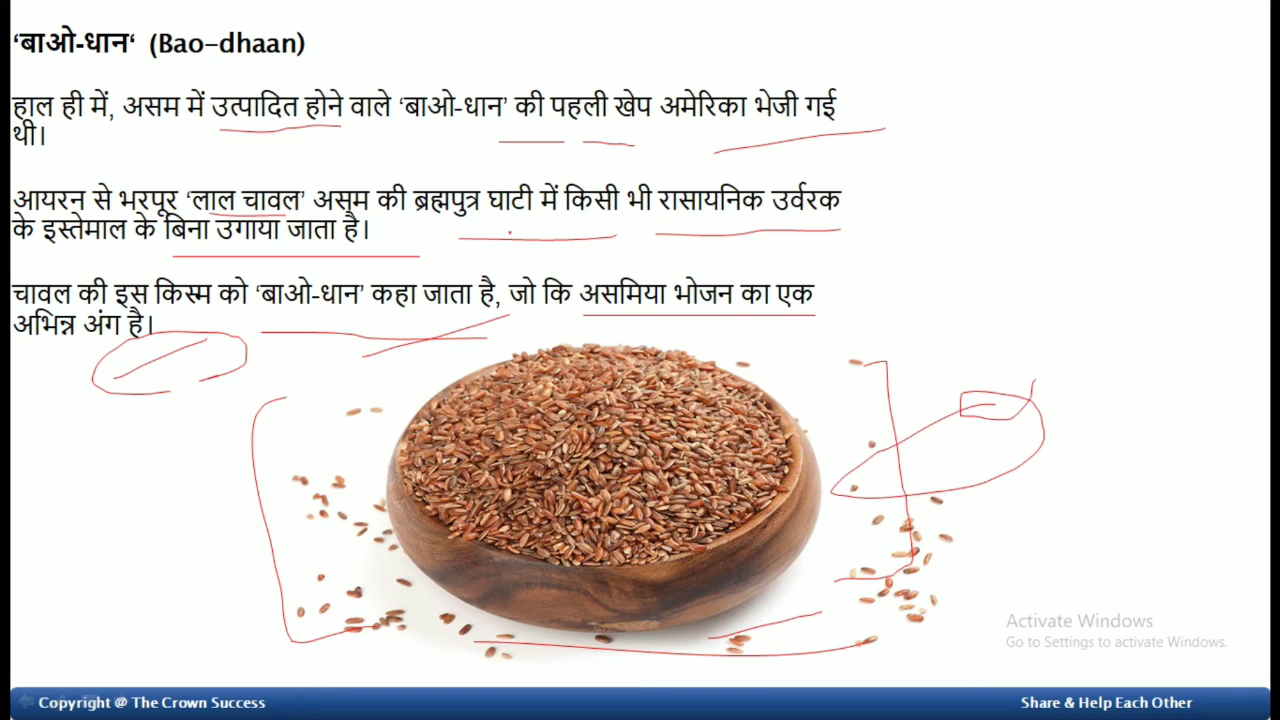 ‘बाओ-धान‘ (Bao–dhaan)
हाल ही में, असम में उत्पादित होने वाले ‘बाओ-धान’ की पहली खेप अमेरिका भेजी गई
थी।
आयरन से भरपूर ‘लाल चावल’ असम की ब्रह्मपुत्र घाटी में किसी भी रासायनिक उर्वरक
के इस्तेमाल के बिना उगाया जाता है।
चावल की इस किस्म को ‘बाओ-धान’ कहा जाता है, जो कि असमिया भोजन का एक
अभिन्न अंग है।
Activate Windows
Go to Settings to activate Windows.
Copyright @ The Crown Success
Share & Help Each Other